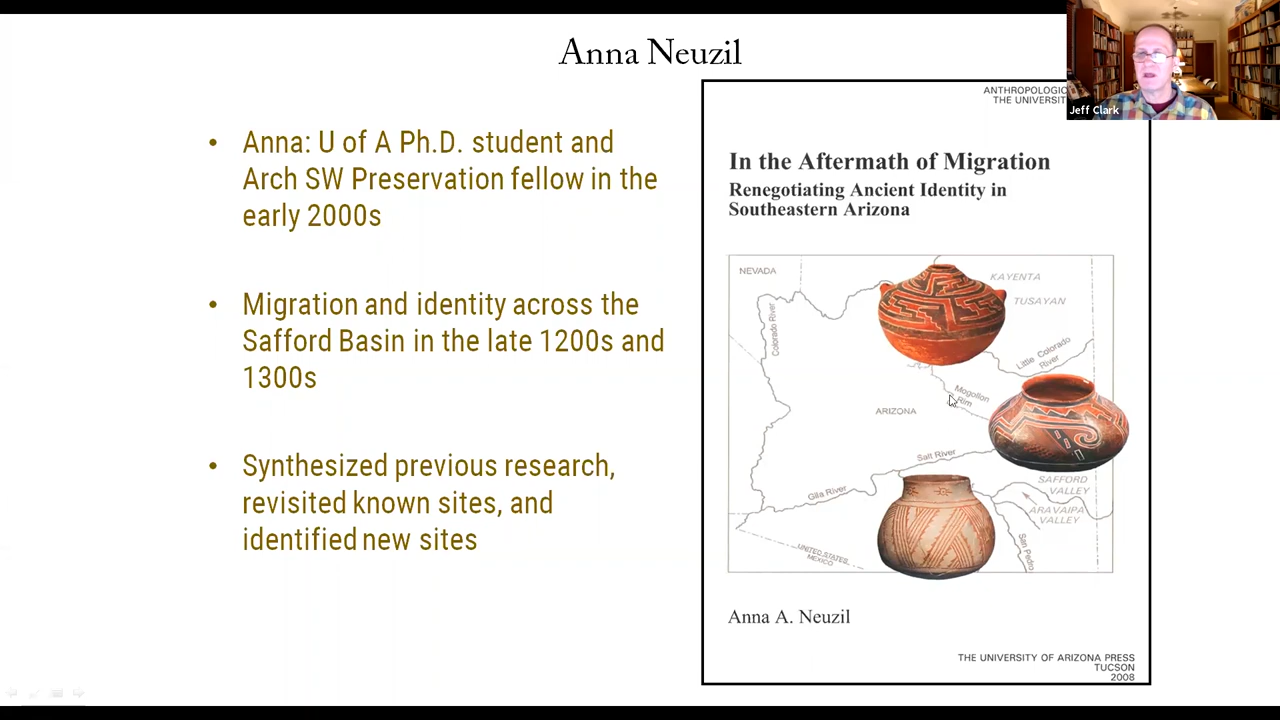 Anna Neuzil
Jeff Clark
• Anna: U of A Ph.D. student and
Arch SW Preservation fellow in the
early 2000s
• Migration and identity across the
Safford Basin in the late 1200s and
1300s
• Synthesized previous research,
revisited known sites, and
identified new sites
THE
In the Aftermath of Migration
Renegotiating Ancient Identity in
Southeastern Arizona
NEVADA
KAYENTA
TUSAYAN
Colorado River
Little Colorado
River
Mogollon
Rim
ARIZONA
Salt River
Gila River
SAFFORD
VALLEY
ARAVAIPA
VALLEY
San Pedro
UNITED STATES
MEXICO
Anna A. Neuzil
THE UNIVERSITY OF ARIZONA PRESS
TUCSON
2008